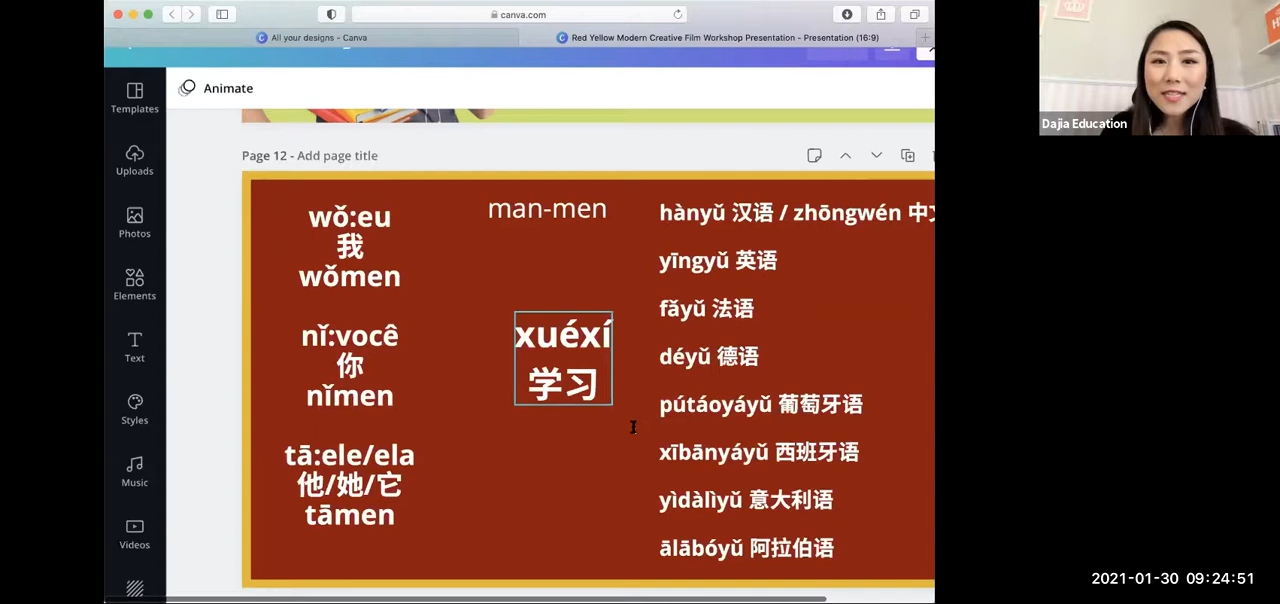 canva.com
All your designs - Canva
Red Yellow Modern Creative Film Workshop Presentation - Presentation (16:9)
Animate
Templates
Uploads
Photos
Elements
Text
Styles
Music
Videos
Page 12 - Add page title
wǒ:eu
我
wǒmen
nǐ:você
你
nǐmen
tā:ele/ela
他/她/它
tāmen
man-men
xuéxí
学习
hànyǔ 汉语 / zhōngwén 中
yīngyǔ 英语
fǎyǔ 法语
déyǔ 德语
pútáoyáyǔ 葡萄牙语
xībānyáyǔ 西班牙语
yìdàlìyǔ 意大利语
ālābóyǔ 阿拉伯语
Dajia Education
2021-01-30 09:24:51